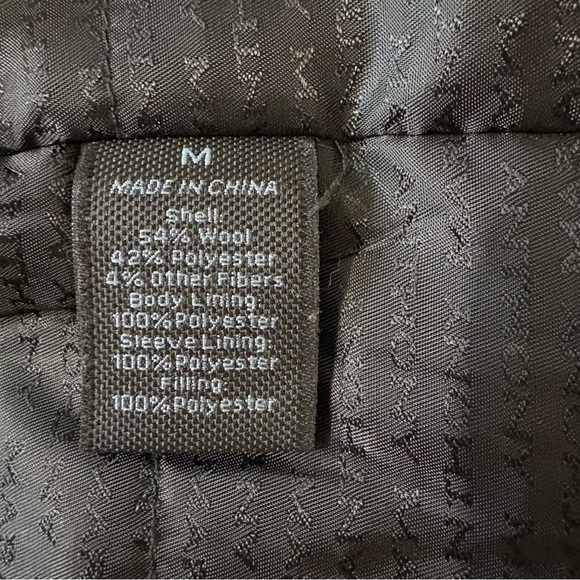 M
MADE IN CHINA
Shell:
54% Wool
42% Polyester
4% Other Fibers
Body Lining:
100% Polyester
Sleeve Lining:
100% Polyester
Filling:
100% Polyester